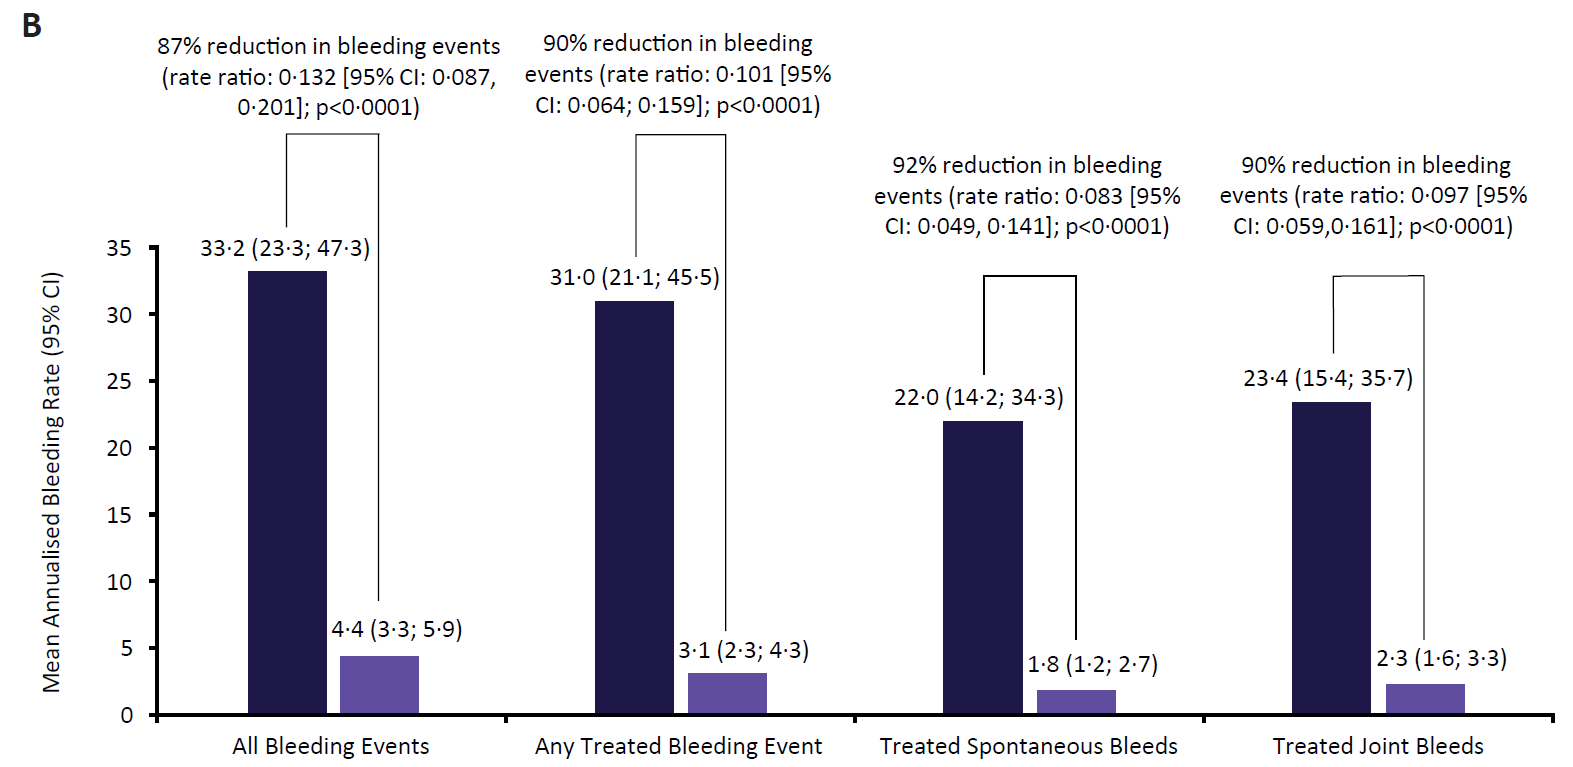 B
87% reduction in bleeding events
(rate ratio: 0·132 [95% CI: 0·087,
0·201]; p<0·0001)
90% reduction in bleeding
events (rate ratio: 0·101 [95%
CI: 0·064; 0·159]; p<0·0001)
92% reduction in bleeding
events (rate ratio: 0·083 [95%
CI: 0·049, 0·141]; p<0·0001)
90% reduction in bleeding
events (rate ratio: 0·097 [95%
CI: 0·059,0·161]; p<0·0001)
Mean Annualised Bleeding Rate (95% CI)
35
30
25
20
15
10
5
0
33·2 (23·3; 47·3)
4·4 (3·3; 5·9)
31·0 (21·1; 45·5)
3·1 (2·3; 4·3)
22·0 (14·2; 34·3)
1·8 (1·2; 2·7)
23·4 (15·4; 35·7)
2·3 (1·6; 3·3)
All Bleeding Events
Any Treated Bleeding Event
Treated Spontaneous Bleeds
Treated Joint Bleeds